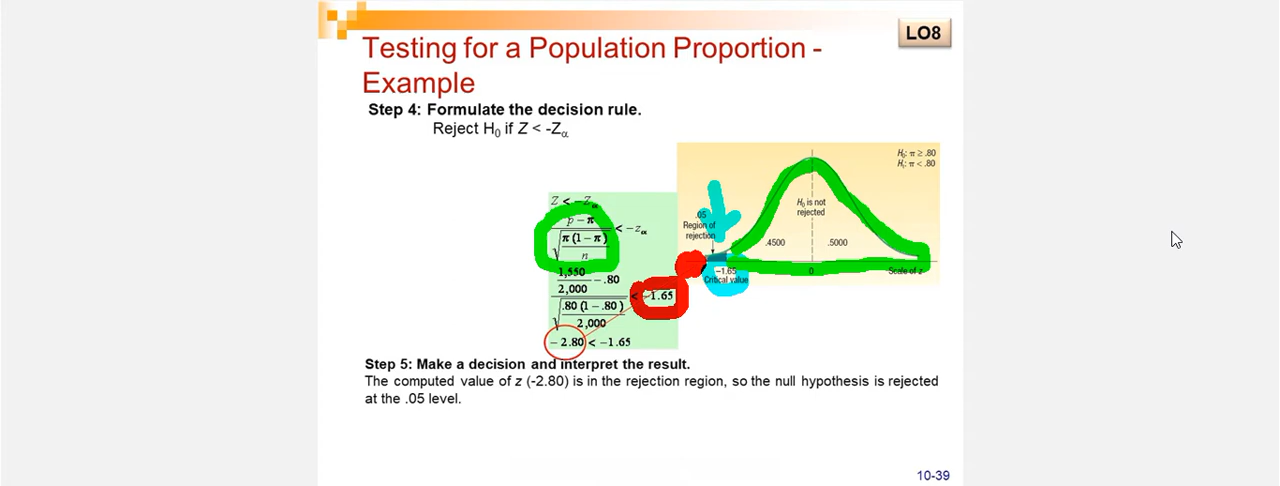 LO8
Testing for a Population Proportion -
Example
Step 4: Formulate the decision rule.
Reject H₀ if Z < -Zα
H₀: π ≥ .80
H₁: π < .80
Z < −Zα
p − π
π (1 − π)
n
< −zα
1,550
2,000
− .80
.80 (1 − .80)
2,000
< −1.65
− 2.80 < −1.65
.05
Region of
rejection
H₀ is not
rejected
.4500
.5000
−1.65
Critical value
0
Scale of z
Step 5: Make a decision and interpret the result.
The computed value of z (-2.80) is in the rejection region, so the null hypothesis is rejected
at the .05 level.
10-39